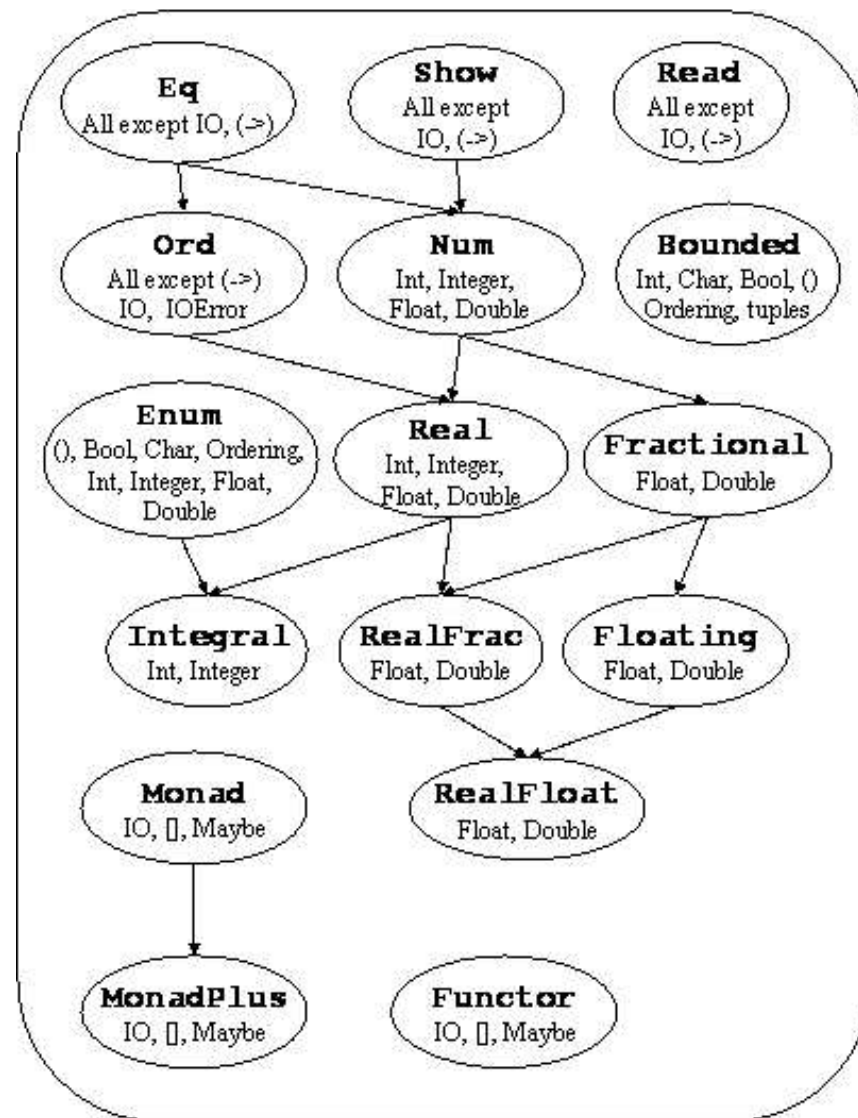 Eq
All except IO, (->)
Show
All except
IO, (->)
Read
All except
IO, (->)
Ord
All except (->)
IO, IOError
Num
Int, Integer,
Float, Double
Bounded
Int, Char, Bool, ()
Ordering, tuples
Enum
(), Bool, Char, Ordering,
Int, Integer, Float,
Double
Real
Int, Integer,
Float, Double
Fractional
Float, Double
Integral
Int, Integer
RealFrac
Float, Double
Floating
Float, Double
Monad
IO, [], Maybe
RealFloat
Float, Double
MonadPlus
IO, [], Maybe
Functor
IO, [], Maybe